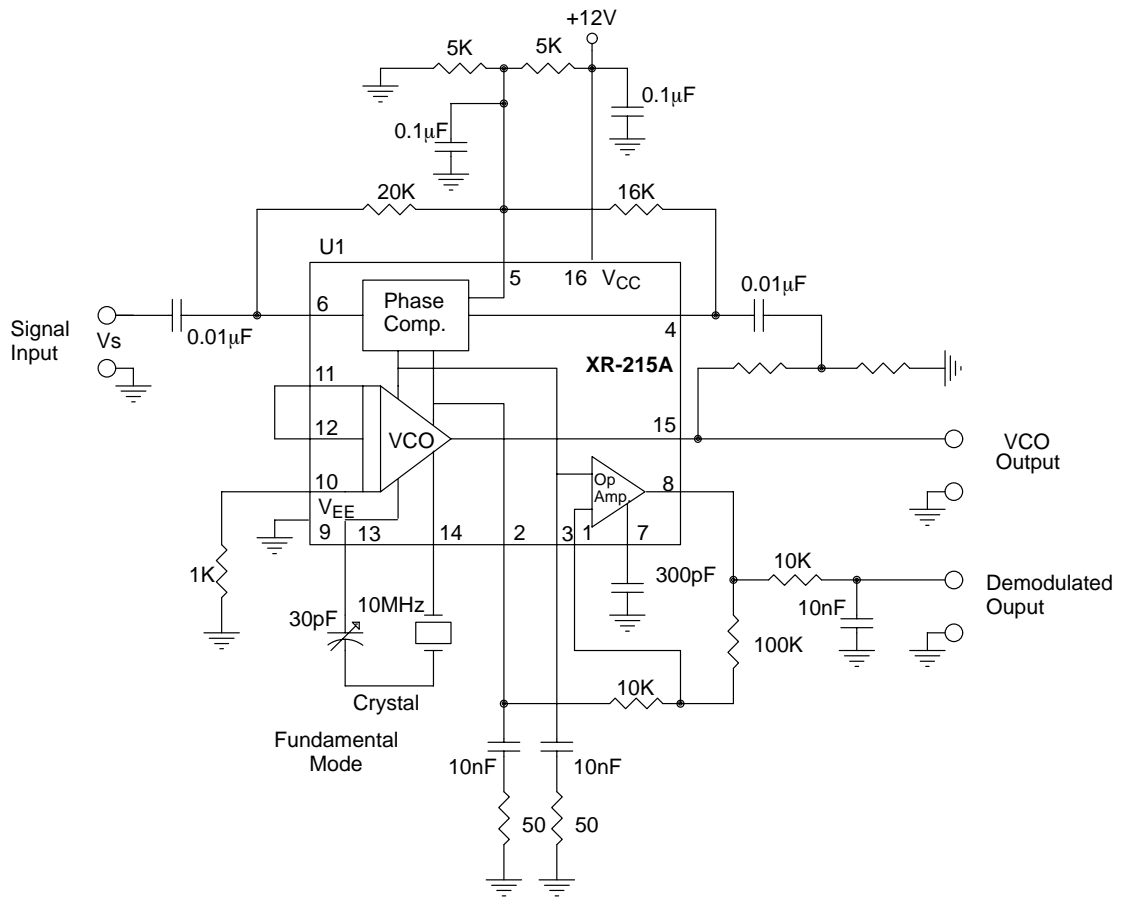 +12V
5K
5K
0.1µF
0.1µF
20K
16K
U1
5
16
VCC
6
Phase
Comp.
4
0.01µF
Signal
Input
Vs
0.01µF
XR-215A
11
12
VCO
15
VCO
Output
10
VEE
Op
Amp.
8
9
13
14
2
3
1
7
1K
30pF
10MHz
300pF
10K
Demodulated
Ouput
10nF
100K
10K
Crystal
Fundamental
Mode
10nF
10nF
50
50